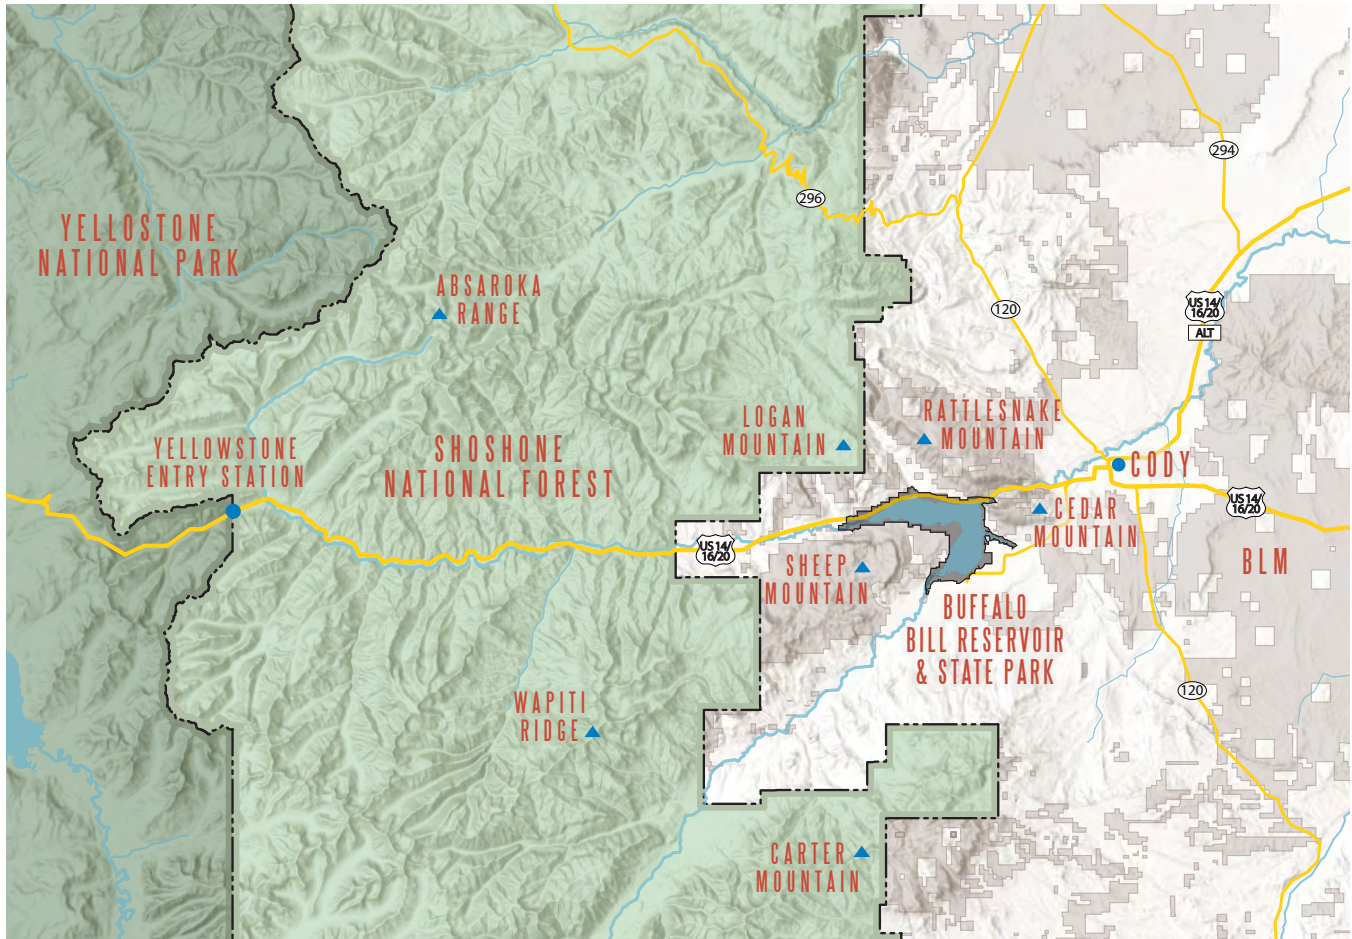 296
294
YELLOSTONE
NATIONAL PARK
ABSAROKA
RANGE
120
US 14/
16/20
ALT
LOGAN
MOUNTAIN
RATTLESNAKE
MOUNTAIN
YELLOWSTONE
ENTRY STATION
SHOSHONE
NATIONAL FOREST
CODY
US 14/
16/20
CEDAR
MOUNTAIN
US 14/
16/20
SHEEP
MOUNTAIN
BLM
BUFFALO
BILL RESERVOIR
& STATE PARK
WAPITI
RIDGE
120
CARTER
MOUNTAIN